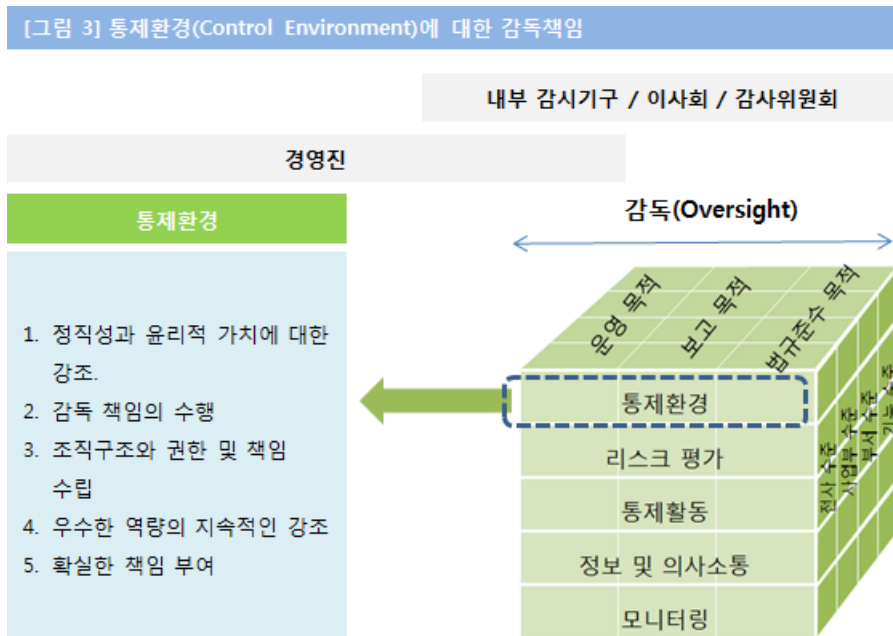 [그림 3] 통제환경(Control Environment)에 대한 감독책임
내부 감시기구 / 이사회 / 감사위원회
경영진
통제환경
1. 정직성과 윤리적 가치에 대한
강조.
2. 감독 책임의 수행
3. 조직구조와 권한 및 책임
수립
4. 우수한 역량의 지속적인 강조
5. 확실한 책임 부여
감독(Oversight)
운영 목적
보고 목적
법규준수 목적
통제환경
리스크 평가
통제활동
정보 및 의사소통
모니터링
전사 수준
사업부 수준
부서 수준